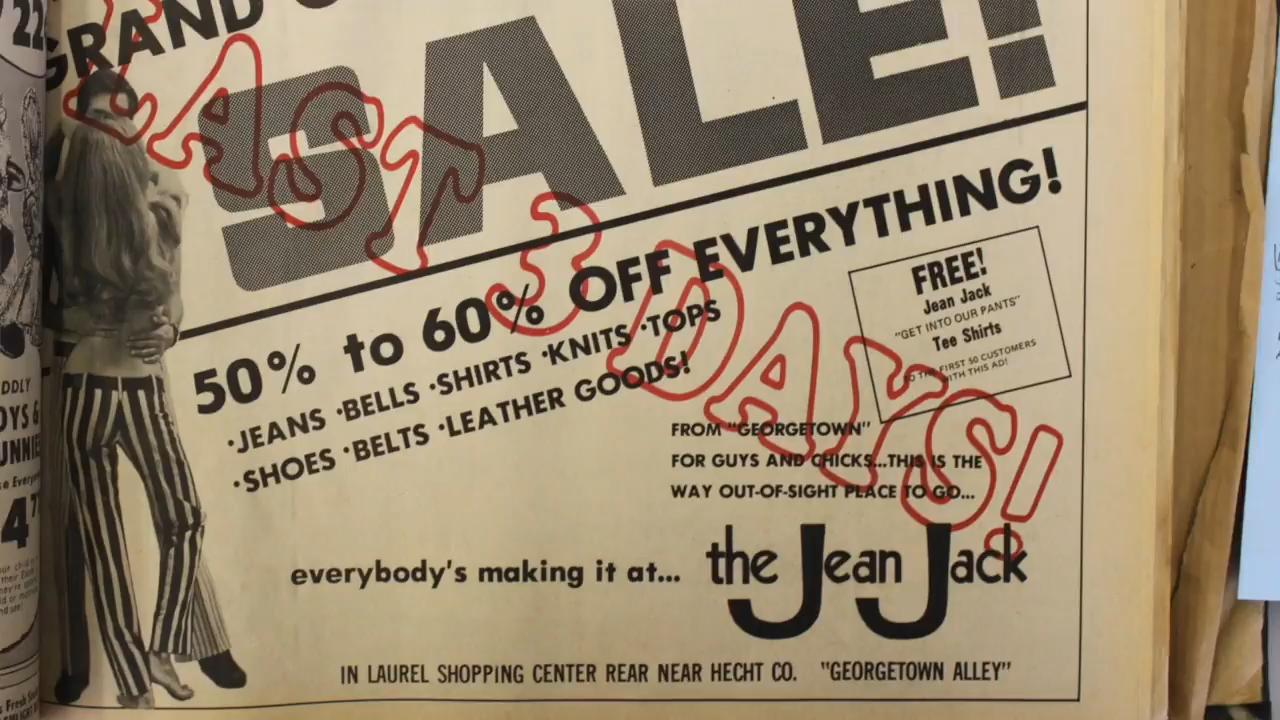 22
GRAND
SALE!
LAST 3 DAYS!
50% to 60% OFF EVERYTHING!
·JEANS ·BELLS ·SHIRTS ·KNITS ·TOPS
·SHOES ·BELTS ·LEATHER GOODS!
FREE!
Jean Jack
"GET INTO OUR PANTS"
Tee Shirts
TO THE FIRST 50 CUSTOMERS
WITH THIS AD!
FROM "GEORGETOWN"
FOR GUYS AND CHICKS...THIS IS THE
WAY OUT-OF-SIGHT PLACE TO GO...
everybody's making it at... the Jean Jack
IN LAUREL SHOPPING CENTER REAR NEAR HECHT CO. "GEORGETOWN ALLEY"
DDLY
OYS &
UNNIE
4